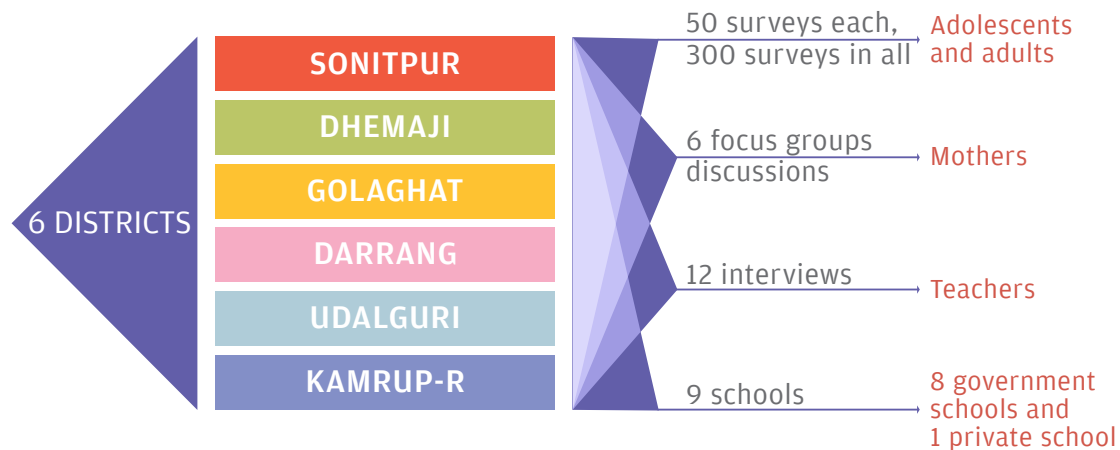 6 DISTRICTS
SONITPUR
DHEMAJI
GOLAGHAT
DARRANG
UDALGURI
KAMRUP-R
50 surveys each,
300 surveys in all
Adolescents
and adults
6 focus groups
discussions
Mothers
12 interviews
Teachers
9 schools
8 government
schools and
1 private school